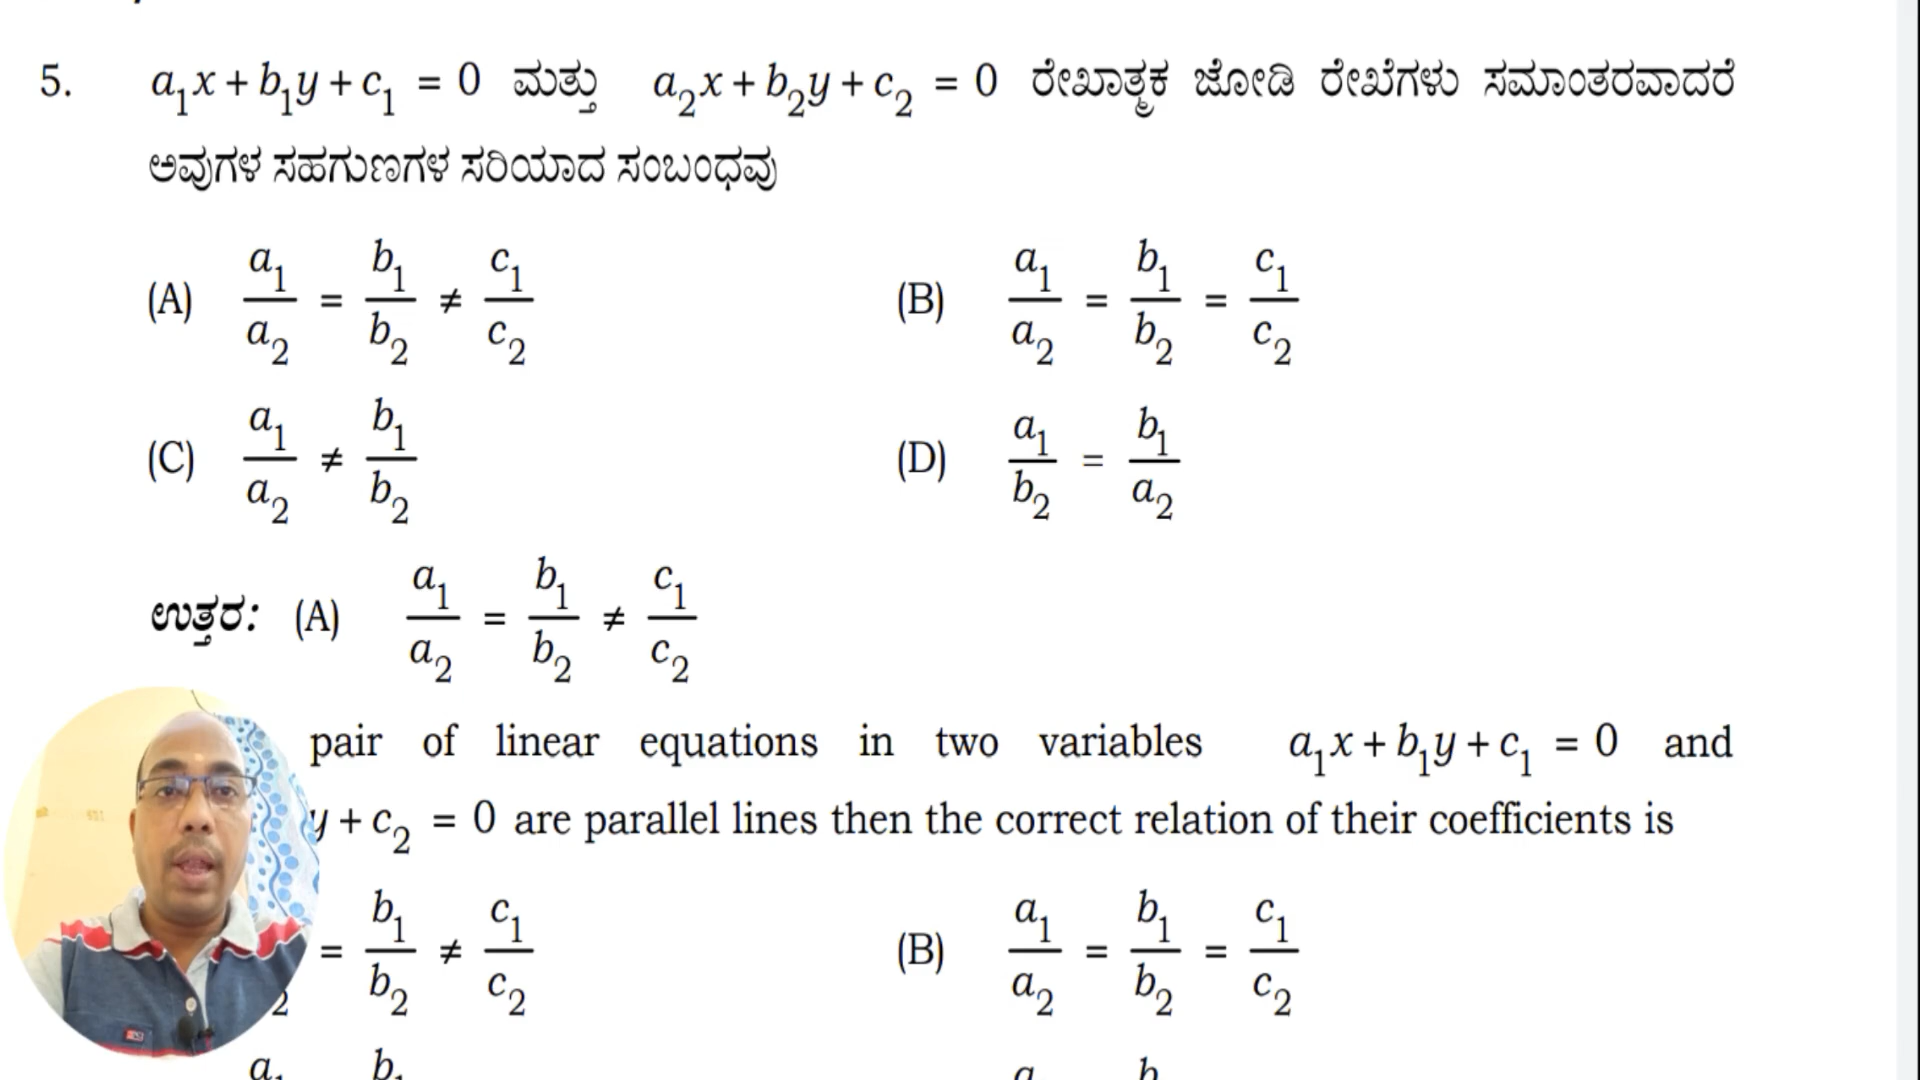 5. a₁x + b₁y + c₁ = 0 ಮತ್ತು a₂x + b₂y + c₂ = 0 ರೇಖಾತ್ಮಕ ಜೋಡಿ ರೇಖೆಗಳು ಸಮಾಂತರವಾದರೆ
ಅವುಗಳ ಸಹಗುಣಗಳ ಸರಿಯಾದ ಸಂಬಂಧವು
(A) a₁/a₂ = b₁/b₂ ≠ c₁/c₂ (B) a₁/a₂ = b₁/b₂ = c₁/c₂
(C) a₁/a₂ ≠ b₁/b₂ (D) a₁/b₂ = b₁/a₂
ಉತ್ತರ: (A) a₁/a₂ = b₁/b₂ ≠ c₁/c₂
pair of linear equations in two variables a₁x + b₁y + c₁ = 0 and
y + c₂ = 0 are parallel lines then the correct relation of their coefficients is
= b₁/b₂ ≠ c₁/c₂ (B) a₁/a₂ = b₁/b₂ = c₁/c₂